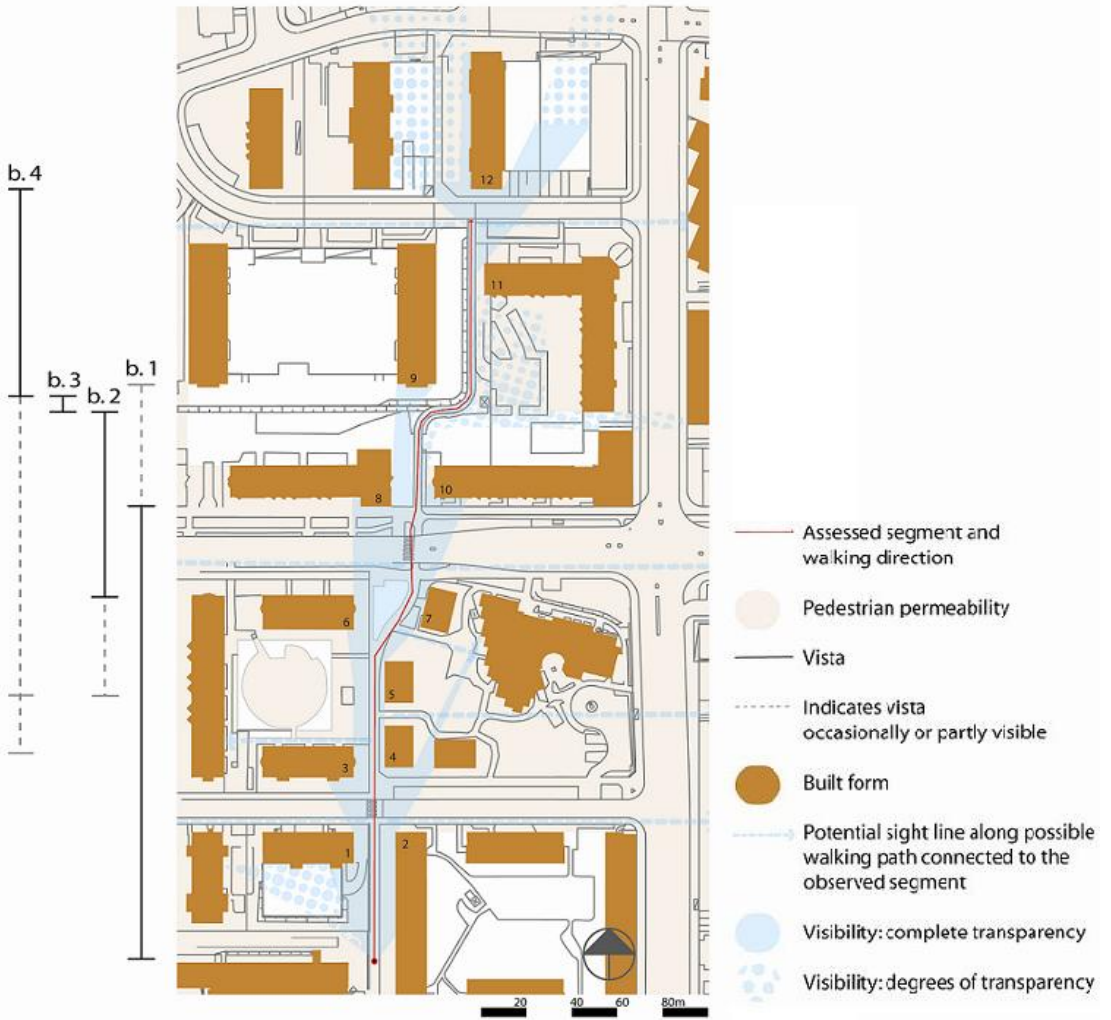 b.4
b.3
b.2
b.1
12
11
9
8
10
7
6
5
4
3
1
2
Assessed segment and
walking direction
Pedestrian permeability
Vista
Indicates vista
occasionally or partly visible
Built form
Potential sight line along possible
walking path connected to the
observed segment
Visibility: complete transparency
Visibility: degrees of transparency
20 40 60 80m